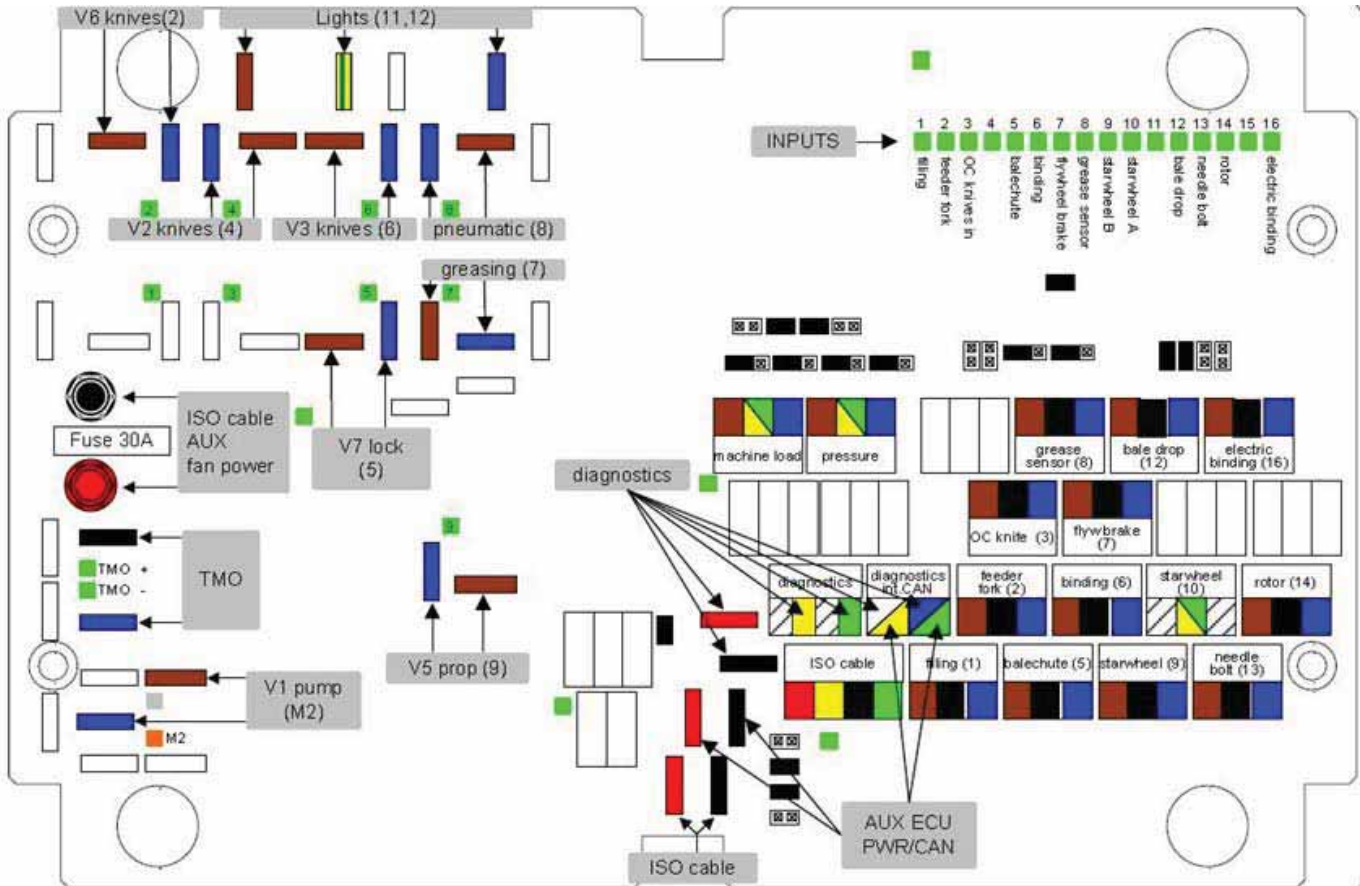 V6 knives(2)
Lights (11,12)
INPUTS
1 2 3 4 5 6 7 8 9 10 11 12 13 14 15 16
filling
feeder fork
OC knives in
balechute
binding
flywheel brake
grease sensor
starwheel B
starwheel A
bale drop
needle bolt
rotor
electric binding
2
4
6
8
V2 knives (4)
V3 knives (6)
pneumatic (8)
greasing (7)
1
3
5
7
ISO cable
AUX
fan power
Fuse 30A
V7 lock
(5)
machine load
pressure
grease
sensor (8)
bale drop
(12)
electric
binding (16)
diagnostics
OC knife (3)
flywbrake
(7)
TMO
TMO +
TMO -
9
V5 prop (9)
diagnostics
diagnostics
int.CAN
feeder
fork (2)
binding (6)
starwheel
(10)
rotor (14)
ISO cable
filling (1)
balechute (5)
starwheel (9)
needle
bolt (13)
V1 pump
(M2)
M2
AUX ECU
PWR/CAN
ISO cable